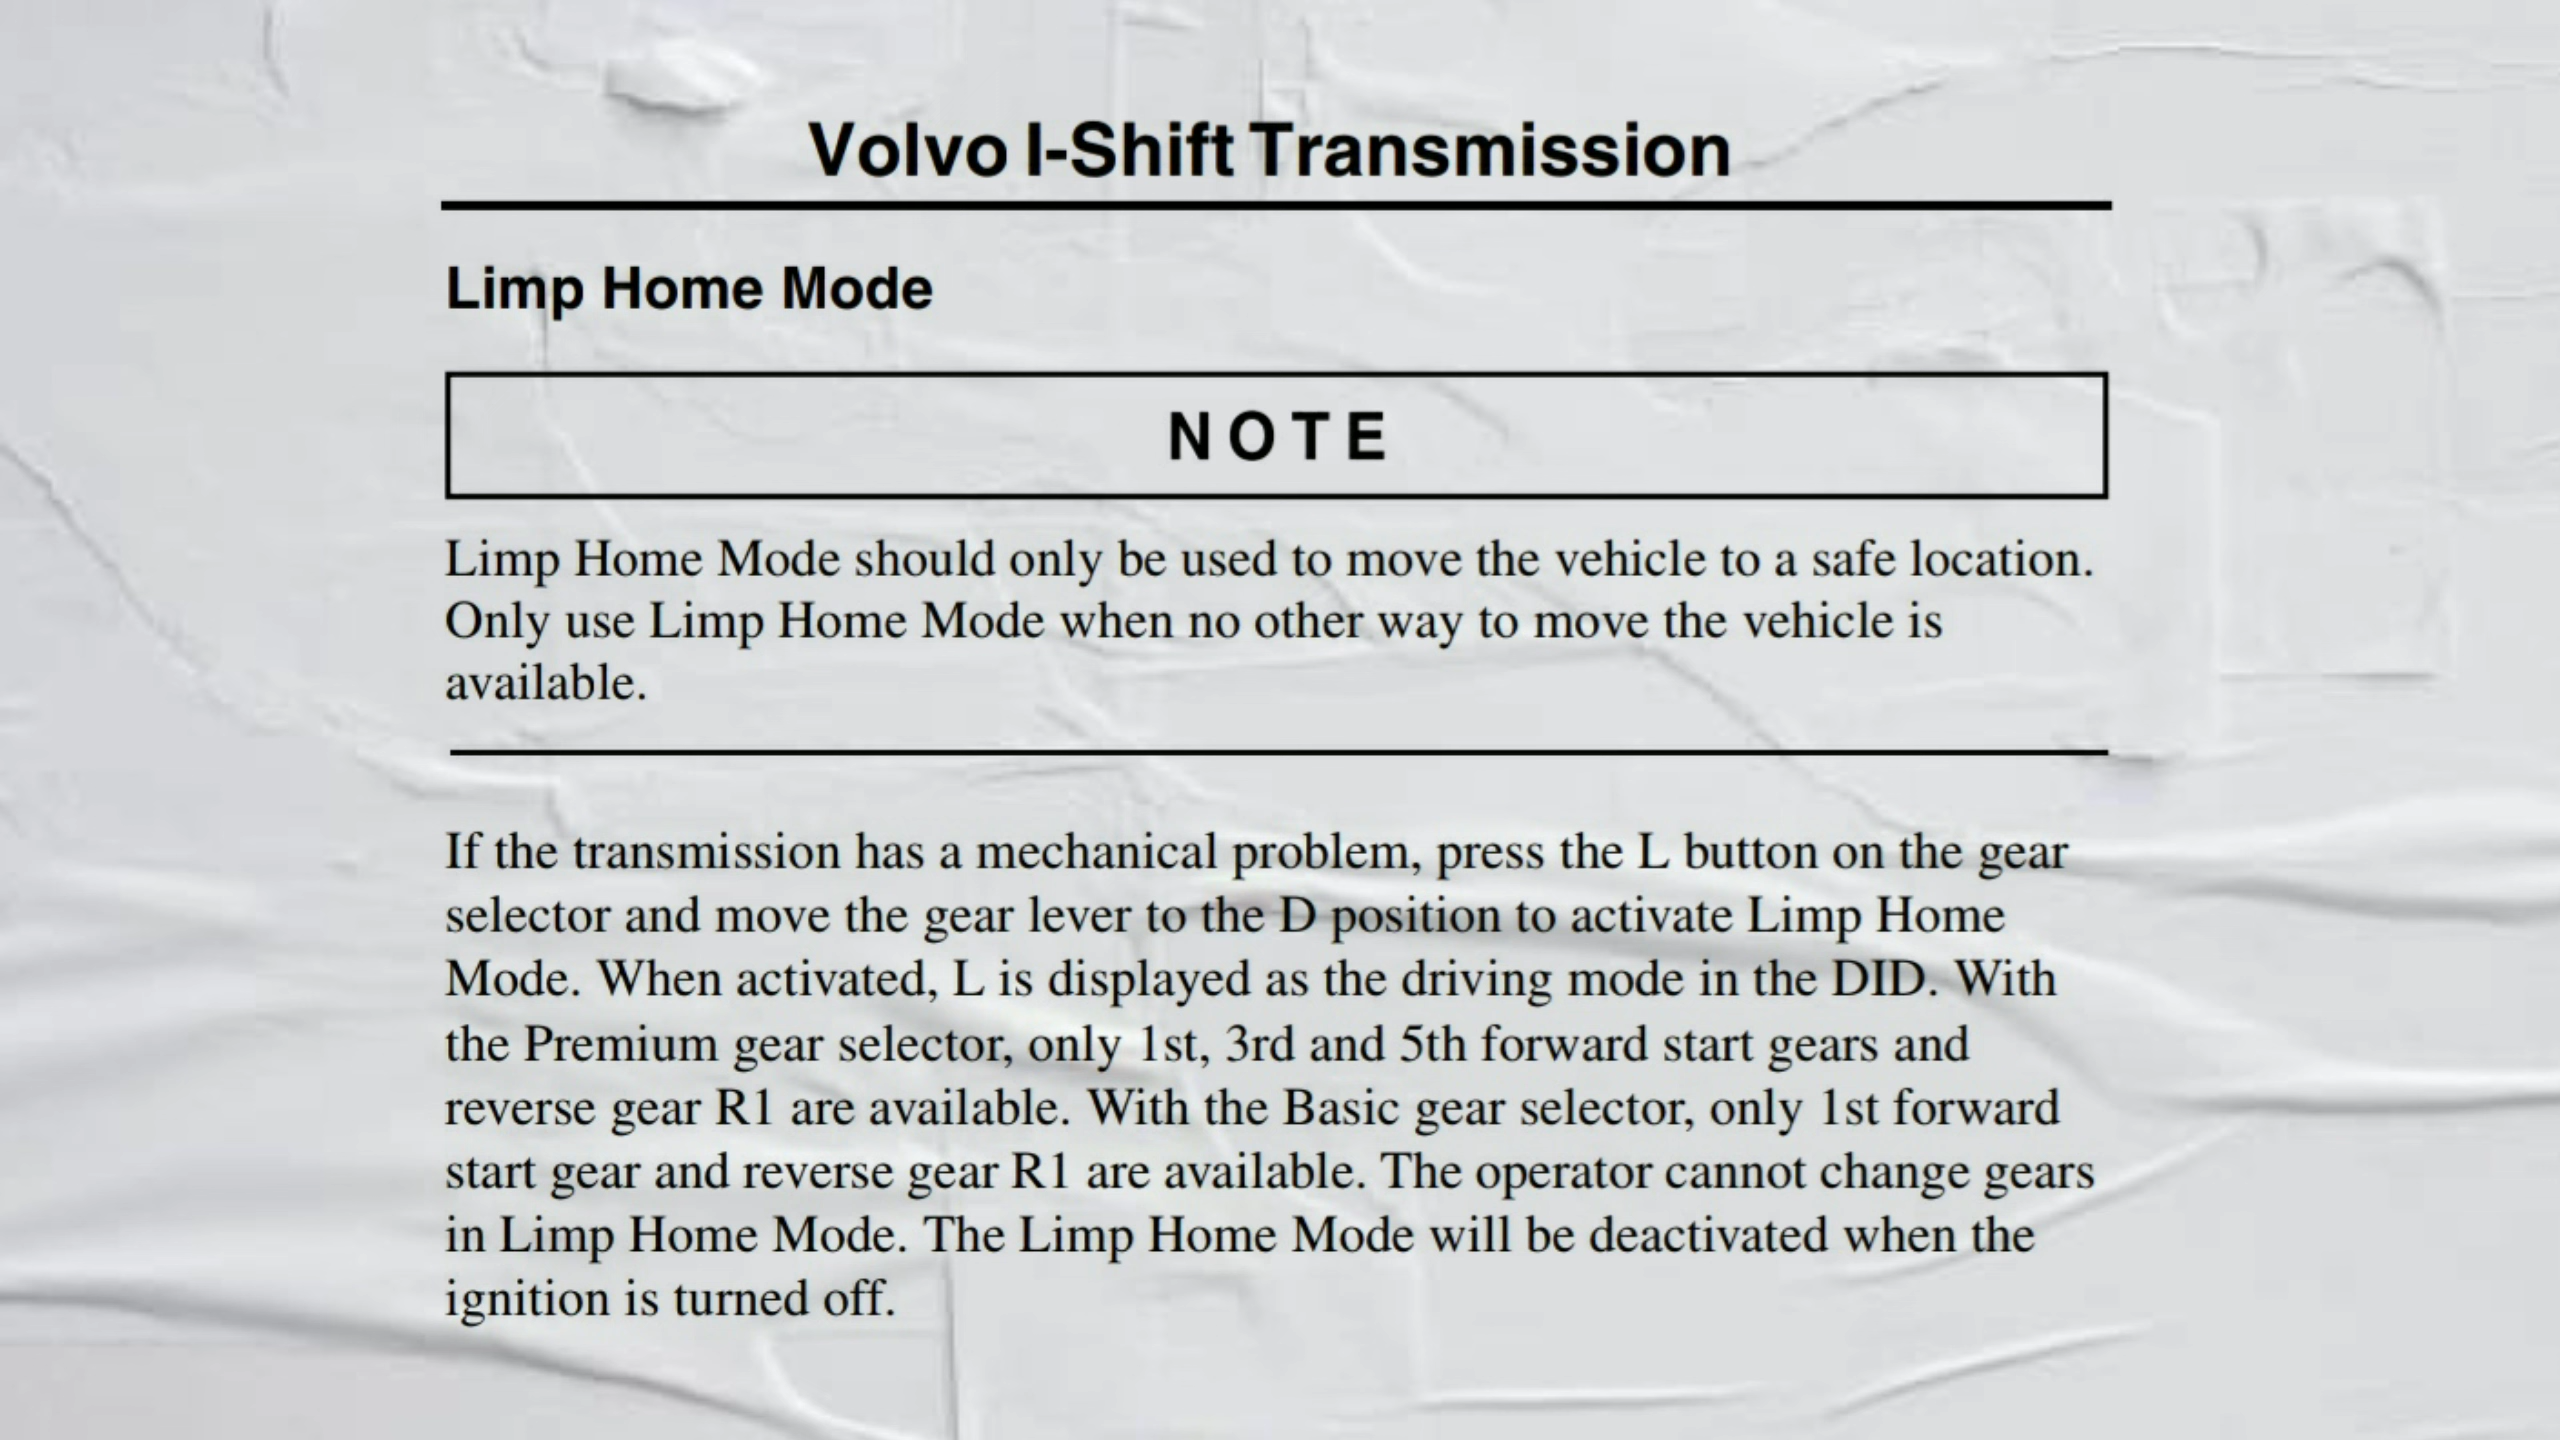 Volvo I-Shift Transmission
Limp Home Mode
NOTE
Limp Home Mode should only be used to move the vehicle to a safe location.
Only use Limp Home Mode when no other way to move the vehicle is
available.
If the transmission has a mechanical problem, press the L button on the gear
selector and move the gear lever to the D position to activate Limp Home
Mode. When activated, L is displayed as the driving mode in the DID. With
the Premium gear selector, only 1st, 3rd and 5th forward start gears and
reverse gear R1 are available. With the Basic gear selector, only 1st forward
start gear and reverse gear R1 are available. The operator cannot change gears
in Limp Home Mode. The Limp Home Mode will be deactivated when the
ignition is turned off.